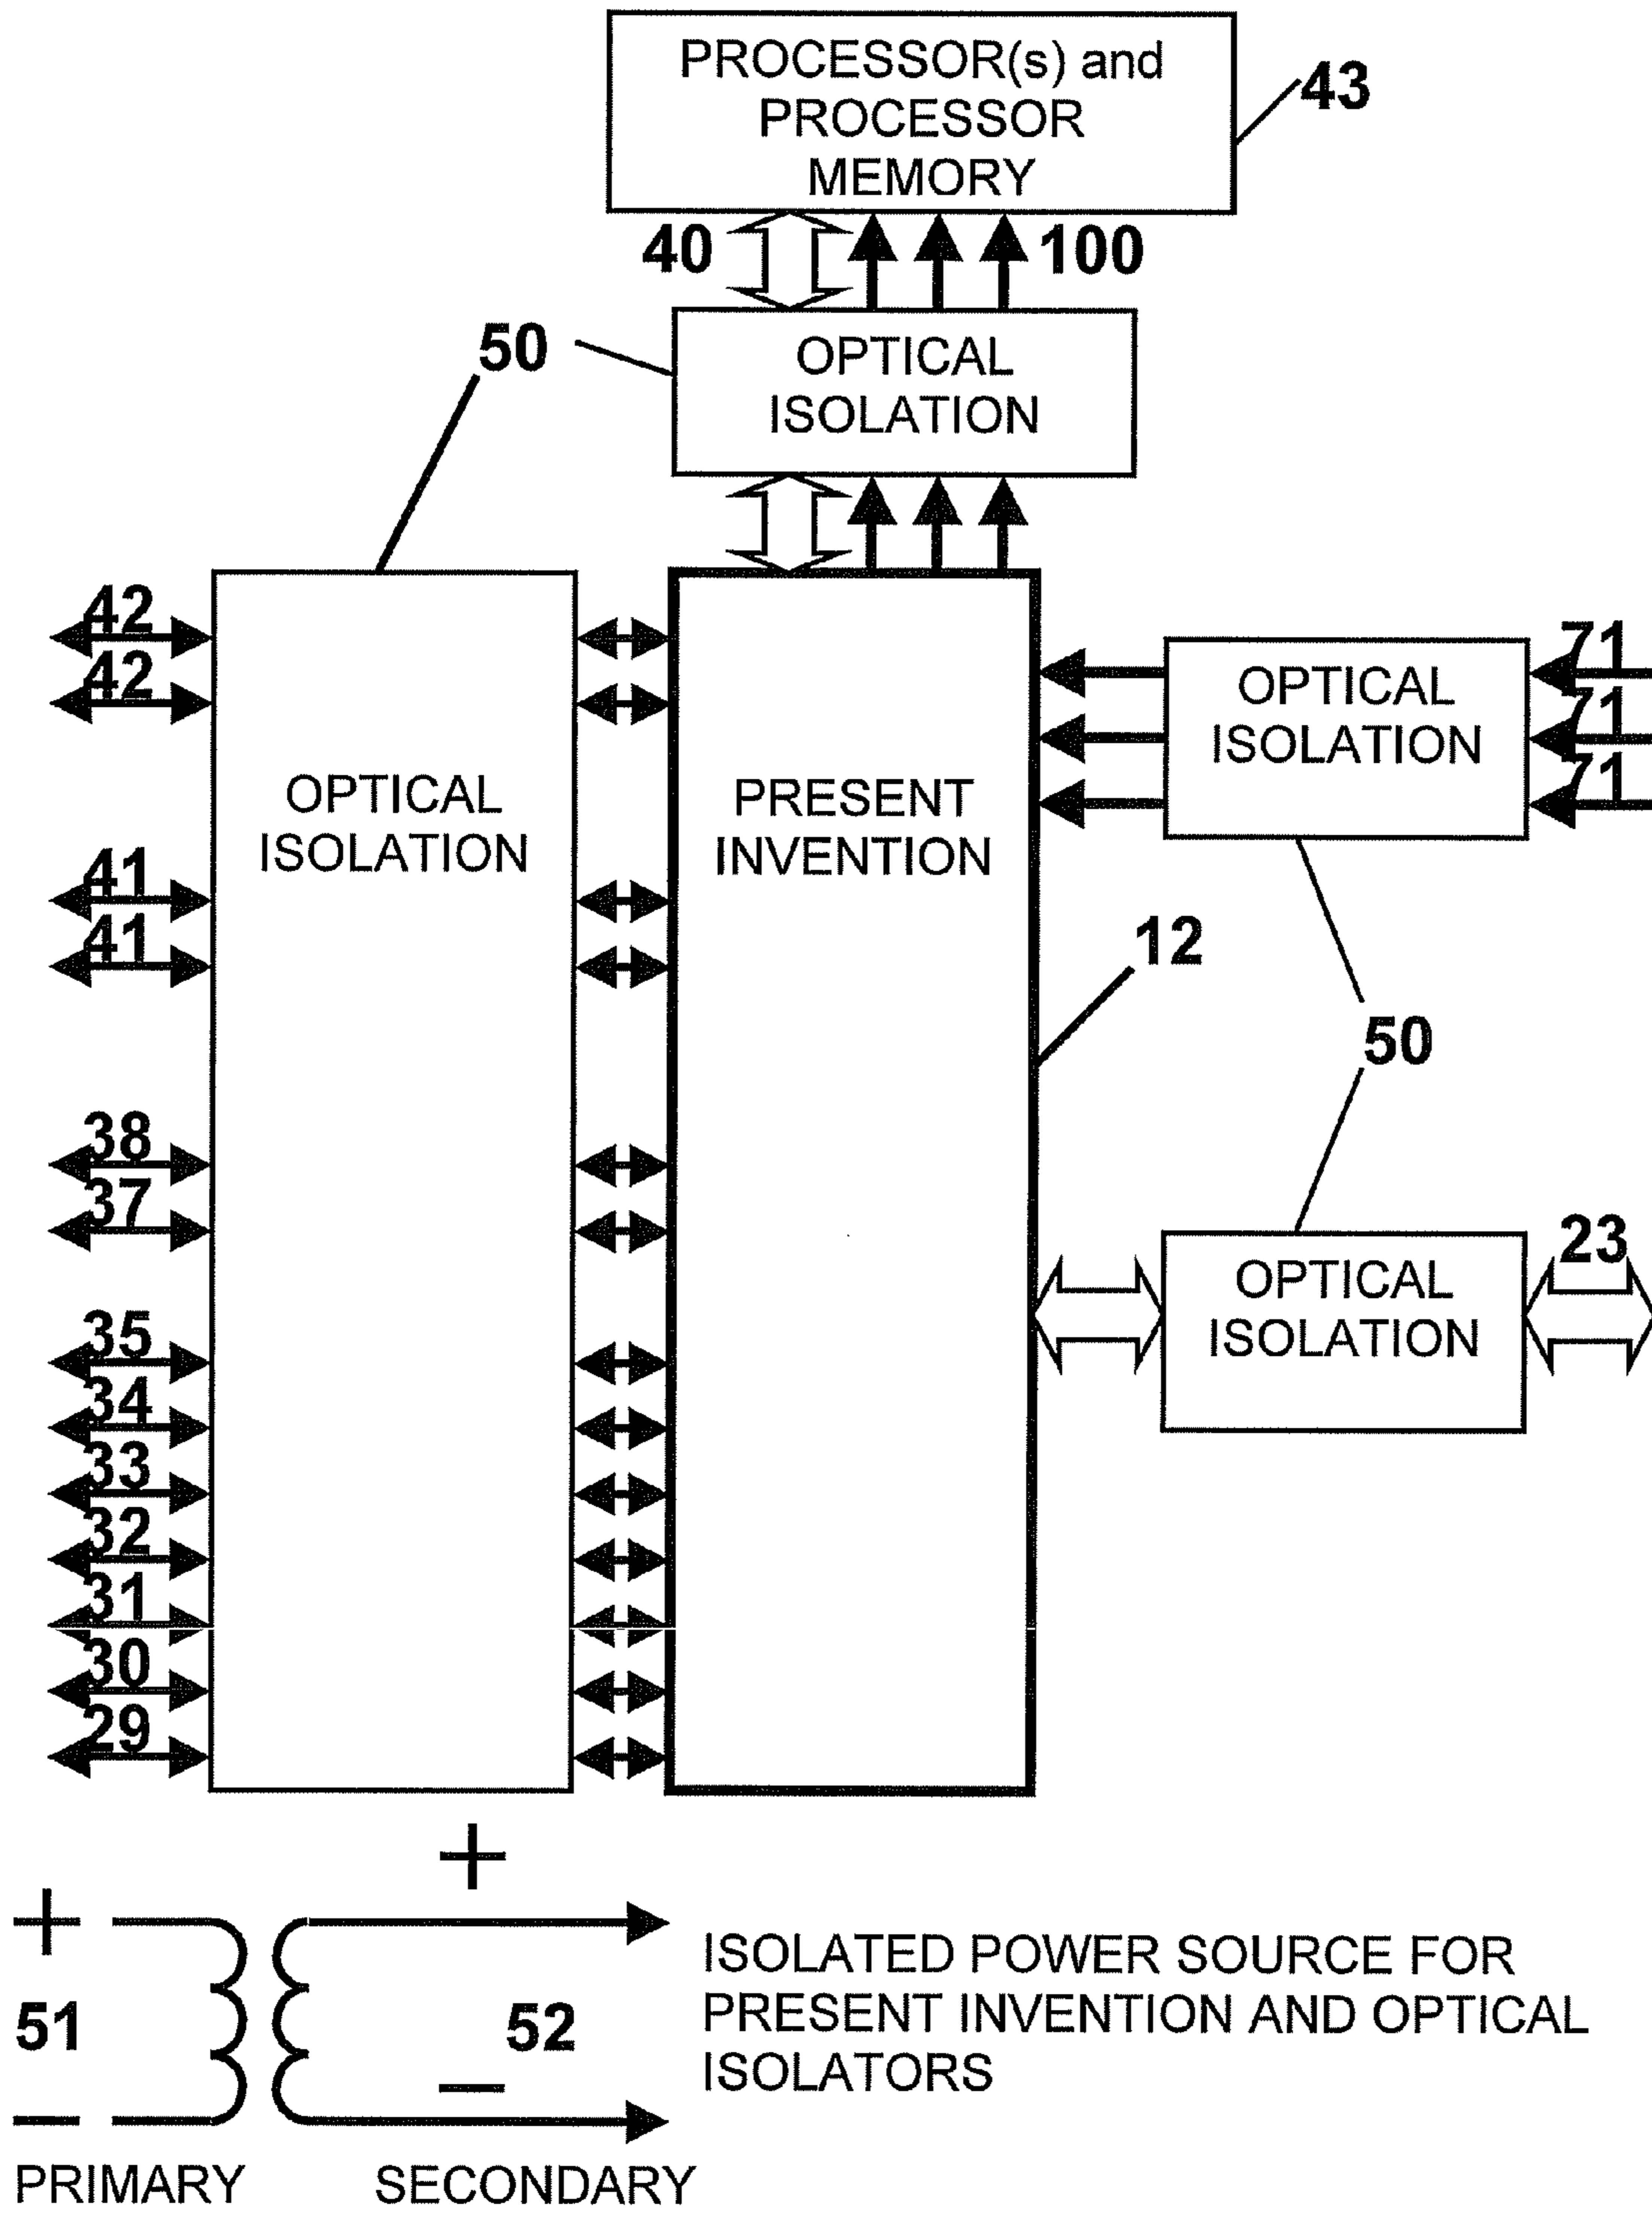 PROCESSOR(s) and
PROCESSOR
MEMORY
43
40
100
50
OPTICAL
ISOLATION
42
42
41
41
38
37
35
34
33
32
31
30
29
OPTICAL
ISOLATION
PRESENT
INVENTION
12
OPTICAL
ISOLATION
71
71
71
50
OPTICAL
ISOLATION
23
+
+
51
52
−
−
PRIMARY
SECONDARY
ISOLATED POWER SOURCE FOR
PRESENT INVENTION AND OPTICAL
ISOLATORS